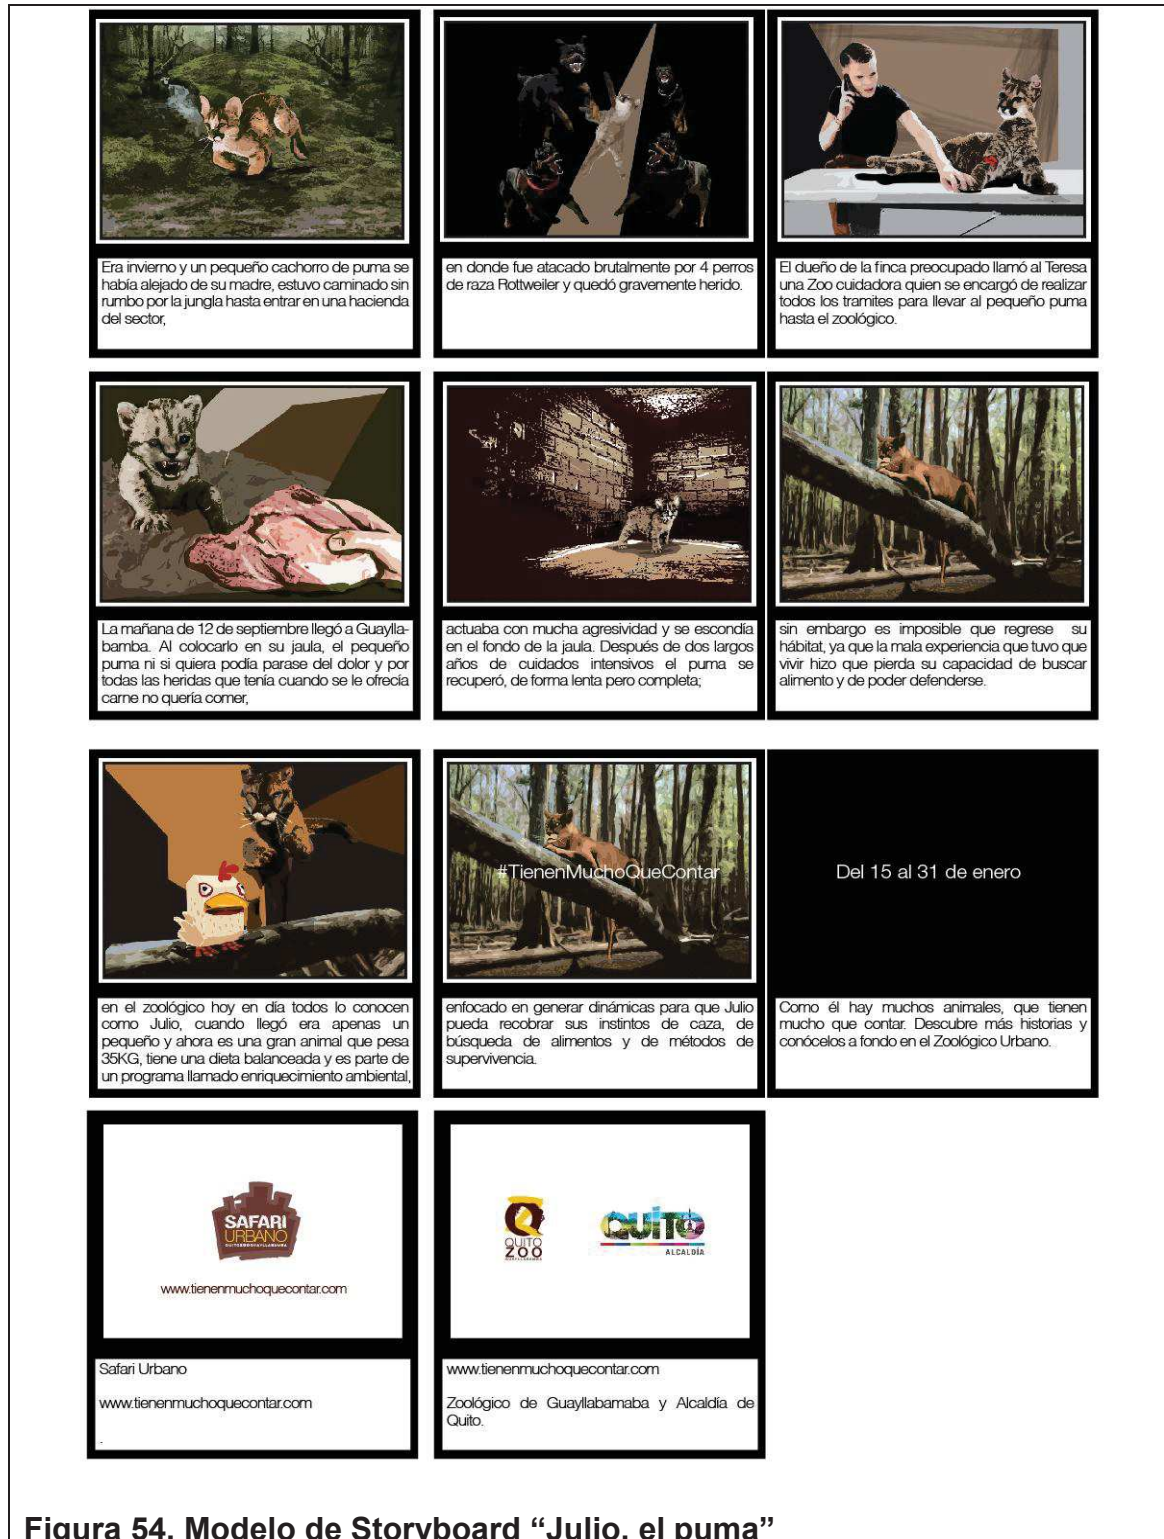 Era invierno y un pequeño cachorro de puma se
había alejado de su madre, estuvo caminado sin
rumbo por la jungla hasta entrar en una hacienda
del sector,
en donde fue atacado brutalmente por 4 perros
de raza Rottweiler y quedó gravemente herido.
El dueño de la finca preocupado llamó al Teresa
una Zoo cuidadora quien se encargó de realizar
todos los tramites para llevar al pequeño puma
hasta el zoológico.
La mañana de 12 de septiembre llegó a Guaylla-
bamba. Al colocarlo en su jaula, el pequeño
puma ni si quiera podía parase del dolor y por
todas las heridas que tenía cuando se le ofrecía
carne no quería comer,
actuaba con mucha agresividad y se escondía
en el fondo de la jaula. Después de dos largos
años de cuidados intensivos el puma se
recuperó, de forma lenta pero completa;
sin embargo es imposible que regrese su
hábitat, ya que la mala experiencia que tuvo que
vivir hizo que pierda su capacidad de buscar
alimento y de poder defenderse.
en el zoológico hoy en día todos lo conocen
como Julio, cuando llegó era apenas un
pequeño y ahora es una gran animal que pesa
35KG, tiene una dieta balanceada y es parte de
un programa llamado enriquecimiento ambiental,
#TienenMuchoQueContar
enfocado en generar dinámicas para que Julio
pueda recobrar sus instintos de caza, de
búsqueda de alimentos y de métodos de
supervivencia.
Del 15 al 31 de enero
Como él hay muchos animales, que tienen
mucho que contar. Descubre más historias y
conócelos a fondo en el Zoológico Urbano.
SAFARI
URBANO
www.tienenmuchoquecontar.com
Safari Urbano
www.tienenmuchoquecontar.com
.
QUITO
ZOO
QUITO
ALCALDÍA
www.tienenmuchoquecontar.com
Zoológico de Guayllabamaba y Alcaldía de
Quito.
Figura 54. Modelo de Storyboard “Julio, el puma”